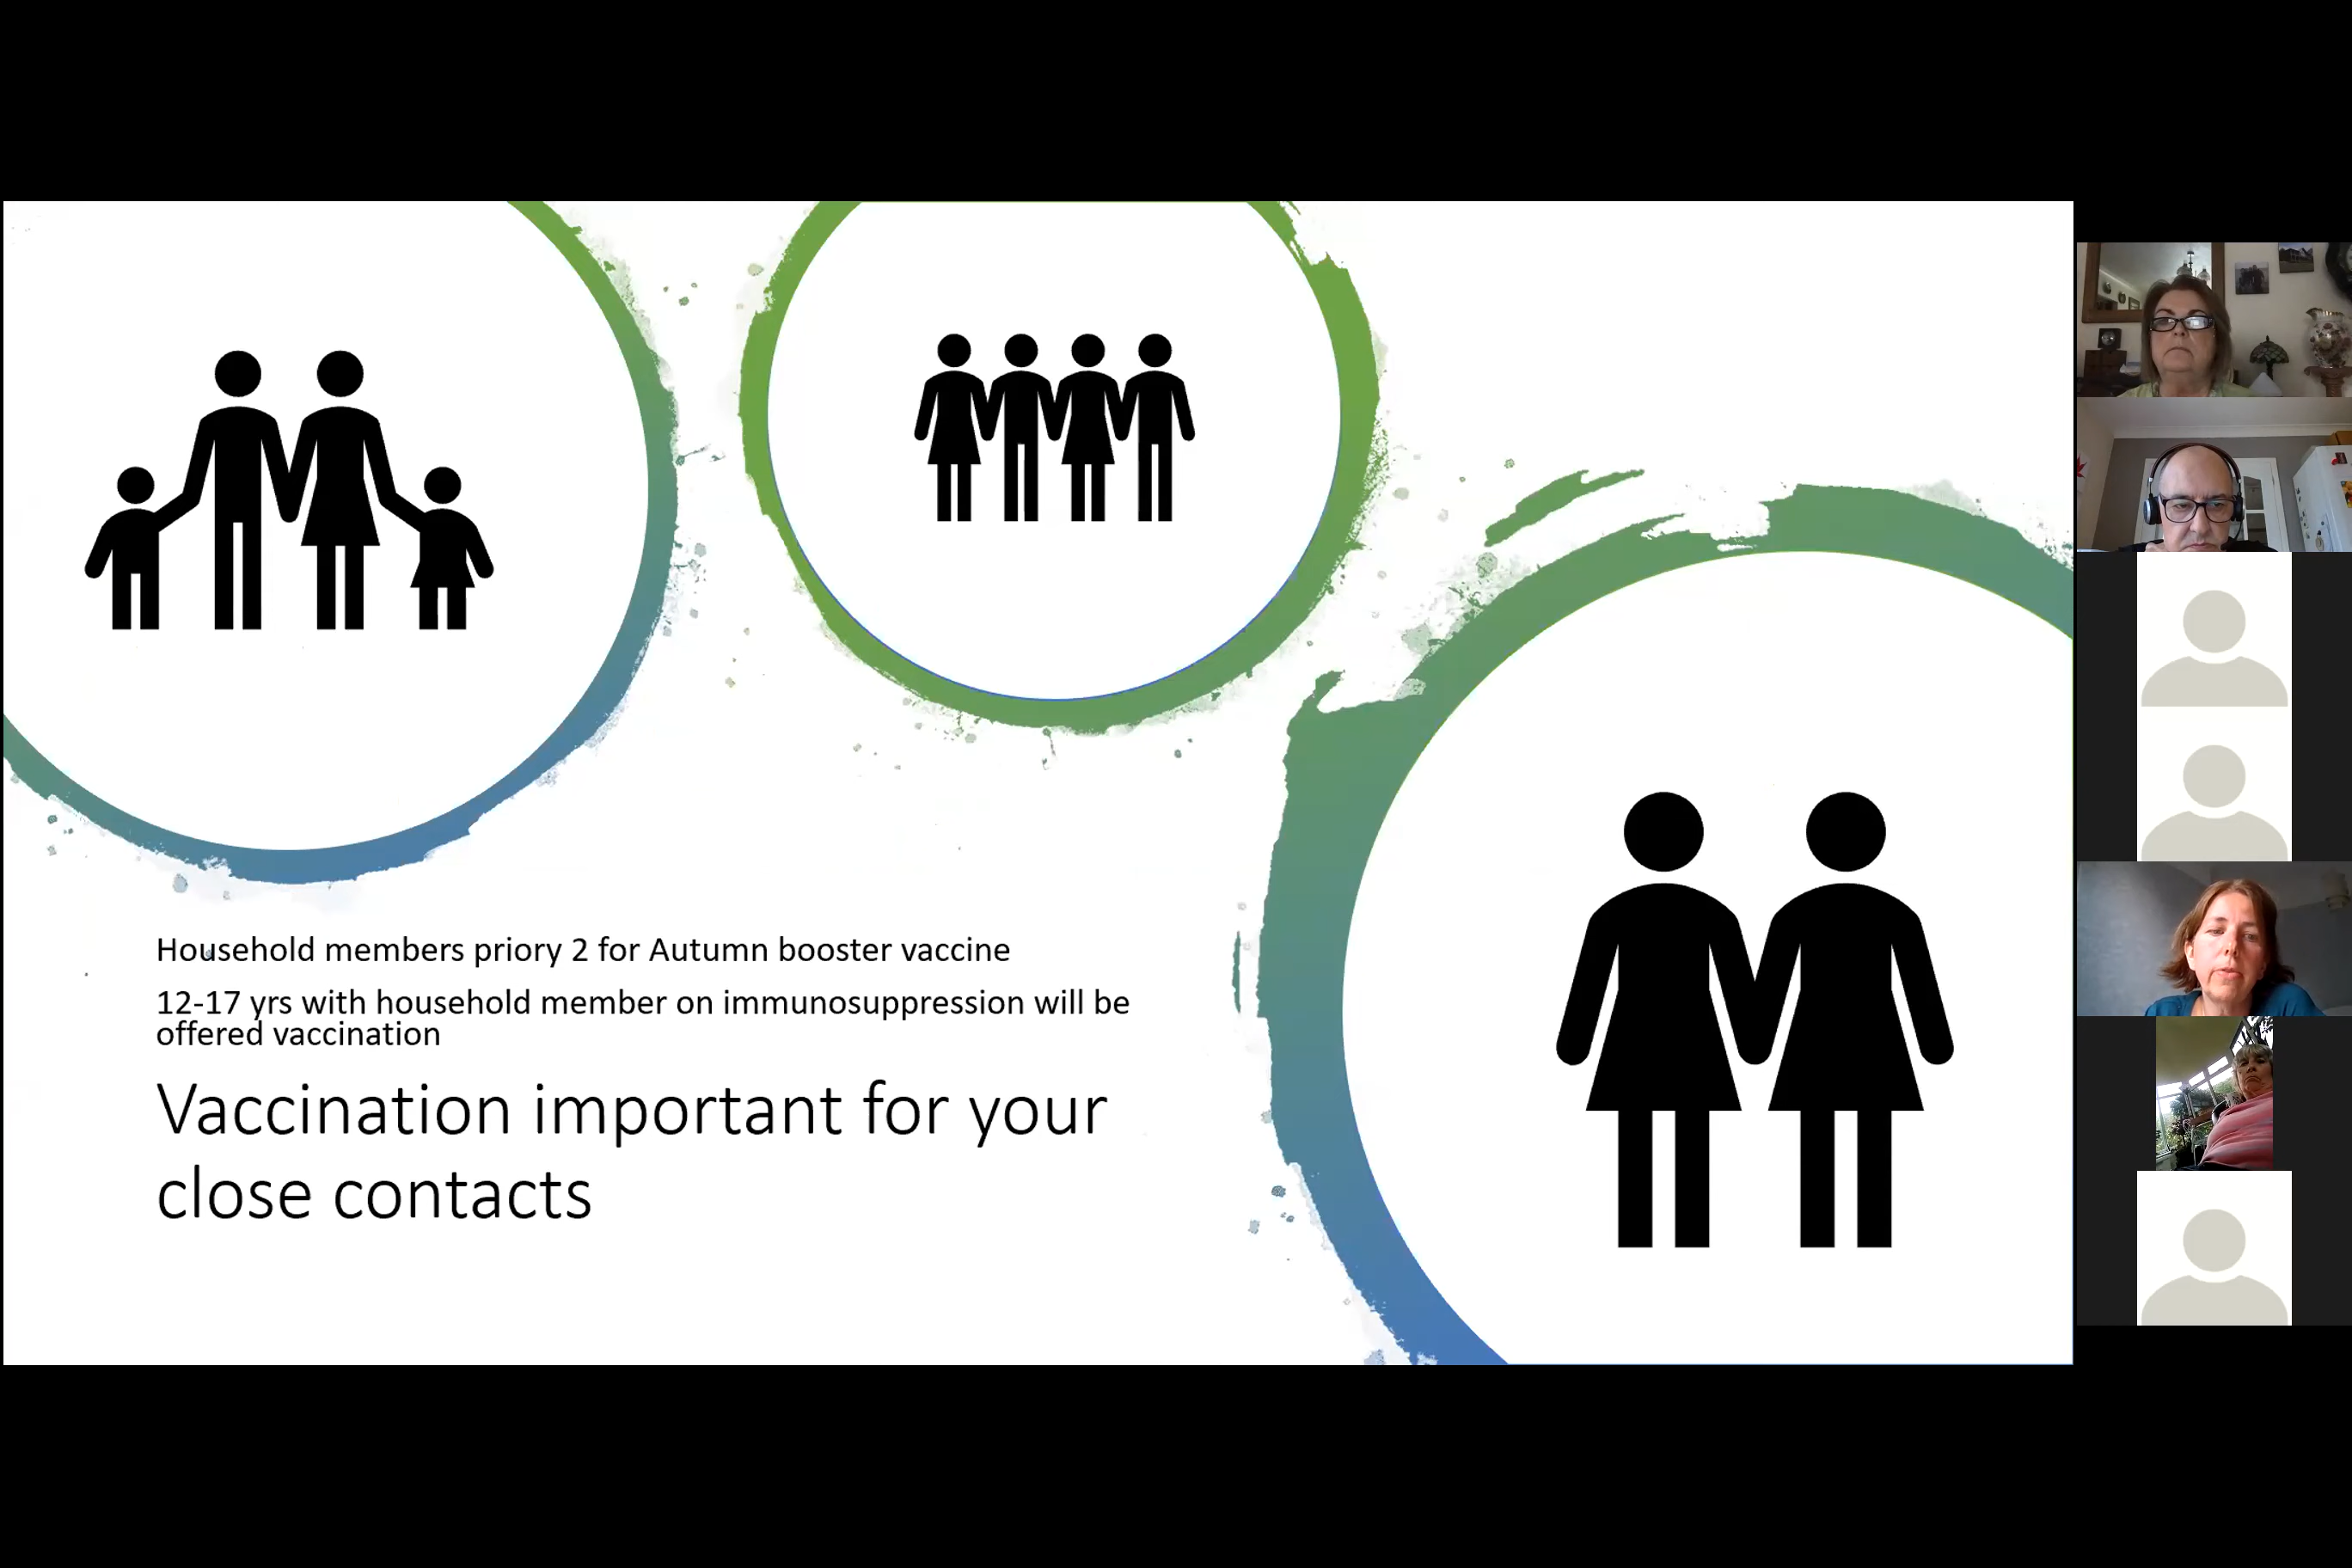 Household members priory 2 for Autumn booster vaccine
12-17 yrs with household member on immunosuppression will be
offered vaccination
Vaccination important for your
close contacts